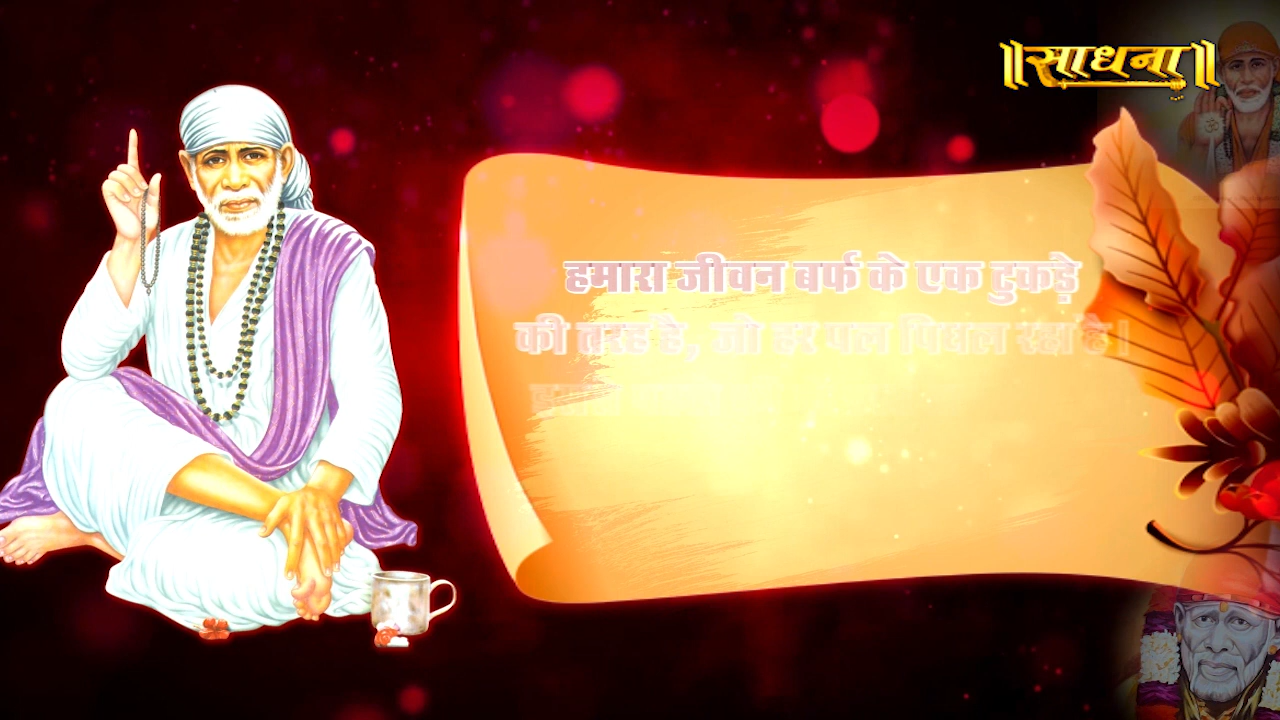 ॥साधना॥
हमारा जीवन बर्फ के एक टुकड़े
की तरह है, जो हर पल पिघल रहा है।